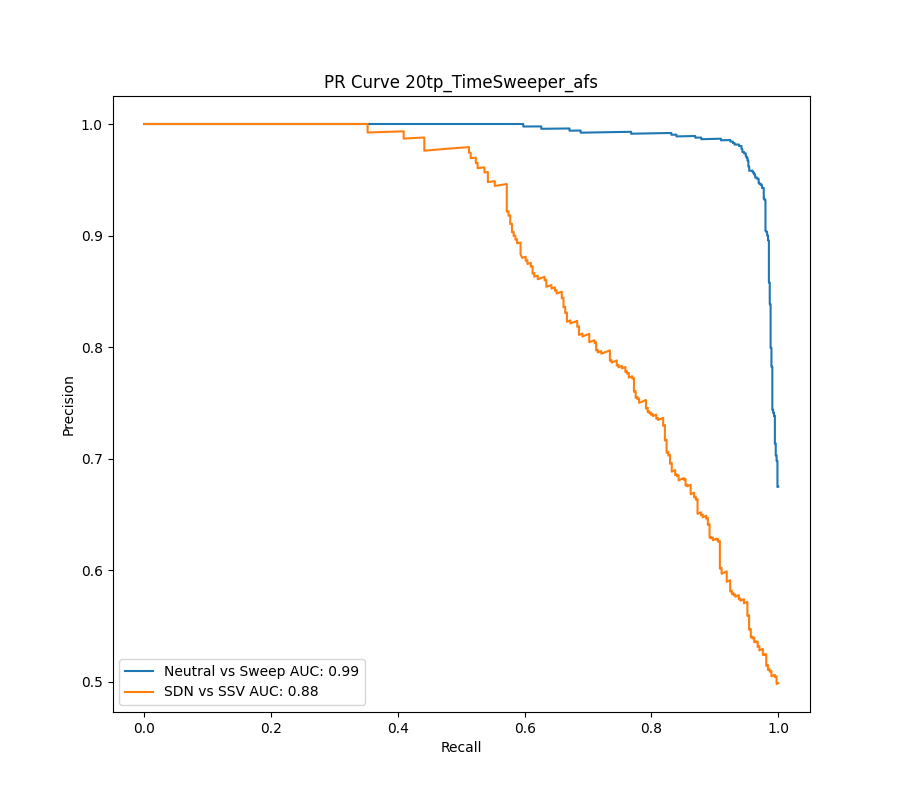 PR Curve 20tp_TimeSweeper_afs
1.0
0.9
0.8
0.7
0.6
0.5
Precision
Neutral vs Sweep AUC: 0.99
SDN vs SSV AUC: 0.88
0.0 0.2 0.4 0.6 0.8 1.0
Recall